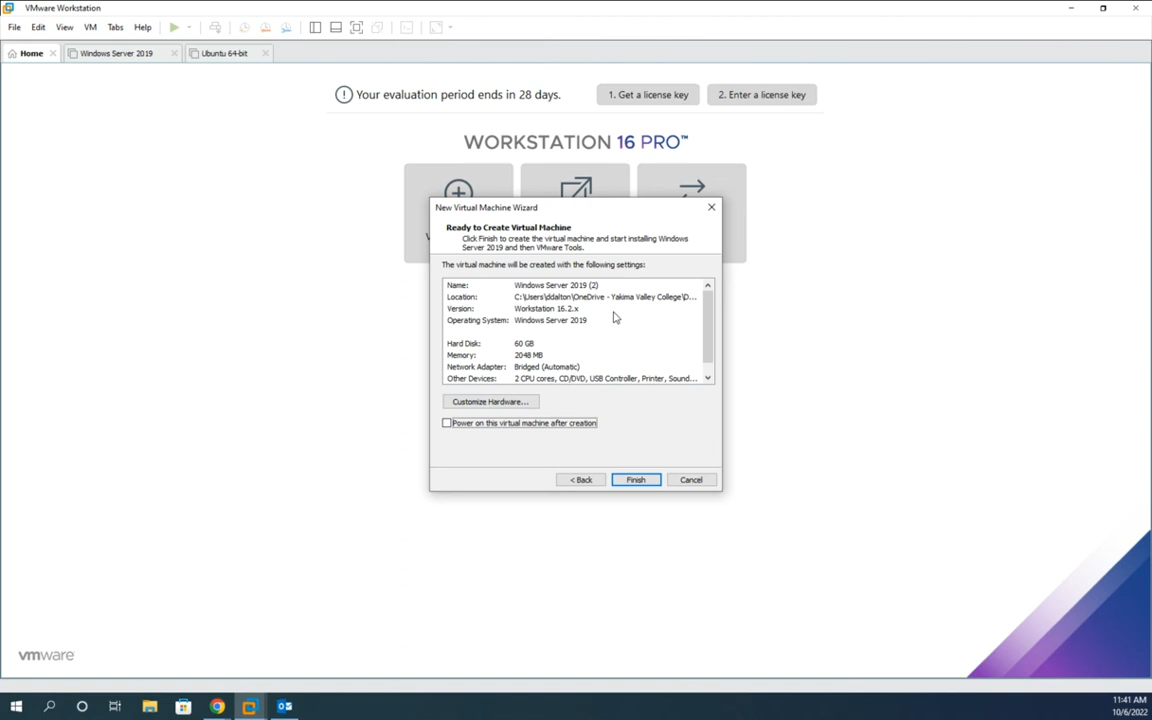 VMware Workstation
File Edit View VM Tabs Help
Home Windows Server 2019 Ubuntu 64-bit
Your evaluation period ends in 28 days. 1. Get a license key 2. Enter a license key
WORKSTATION 16 PRO™
New Virtual Machine Wizard
Ready to Create Virtual Machine
Click Finish to create the virtual machine and start installing Windows
Server 2019 and then VMware Tools.
The virtual machine will be created with the following settings:
Name: Windows Server 2019 (2)
Location: C:\Users\ddalton\OneDrive - Yakima Valley College\D...
Version: Workstation 16.2.x
Operating System: Windows Server 2019
Hard Disk: 60 GB
Memory: 2048 MB
Network Adapter: Bridged (Automatic)
Other Devices: 2 CPU cores, CD/DVD, USB Controller, Printer, Sound...
Customize Hardware...
Power on this virtual machine after creation
< Back Finish Cancel
vmware
11:41 AM
10/6/2022